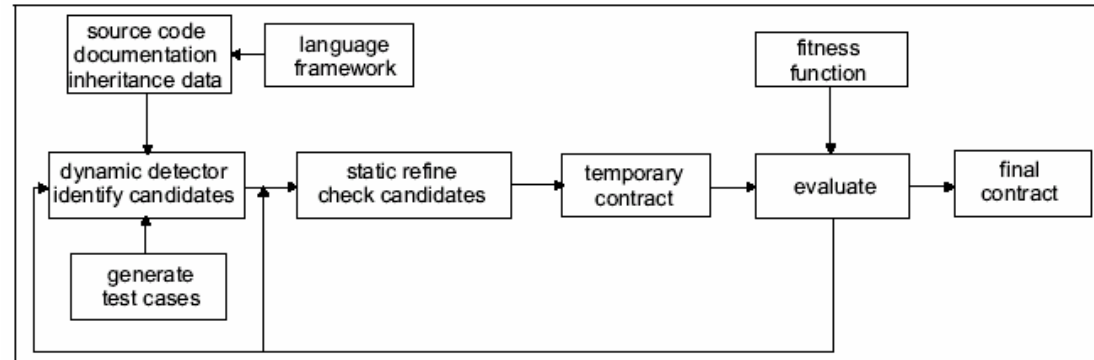 source code
documentation
inheritance data
language
framework
fitness
function
dynamic detector
identify candidates
static refine
check candidates
temporary
contract
evaluate
final
contract
generate
test cases